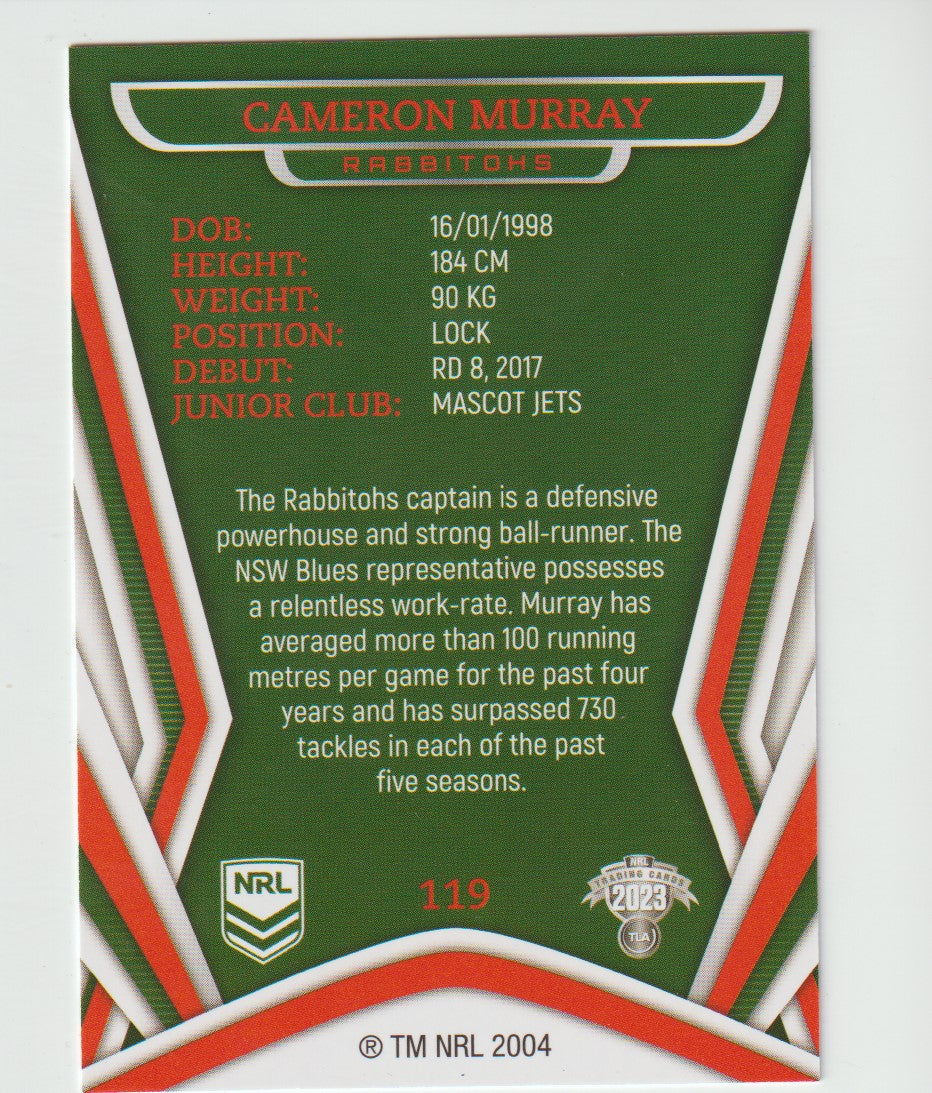 CAMERON MURRAY
RABBITOHS
DOB: 16/01/1998
HEIGHT: 184 CM
WEIGHT: 90 KG
POSITION: LOCK
DEBUT: RD 8, 2017
JUNIOR CLUB: MASCOT JETS
The Rabbitohs captain is a defensive
powerhouse and strong ball-runner. The
NSW Blues representative possesses
a relentless work-rate. Murray has
averaged more than 100 running
metres per game for the past four
years and has surpassed 730
tackles in each of the past
five seasons.
NRL
119
NRL
TRADING CARDS
2023
TLA
® TM NRL 2004